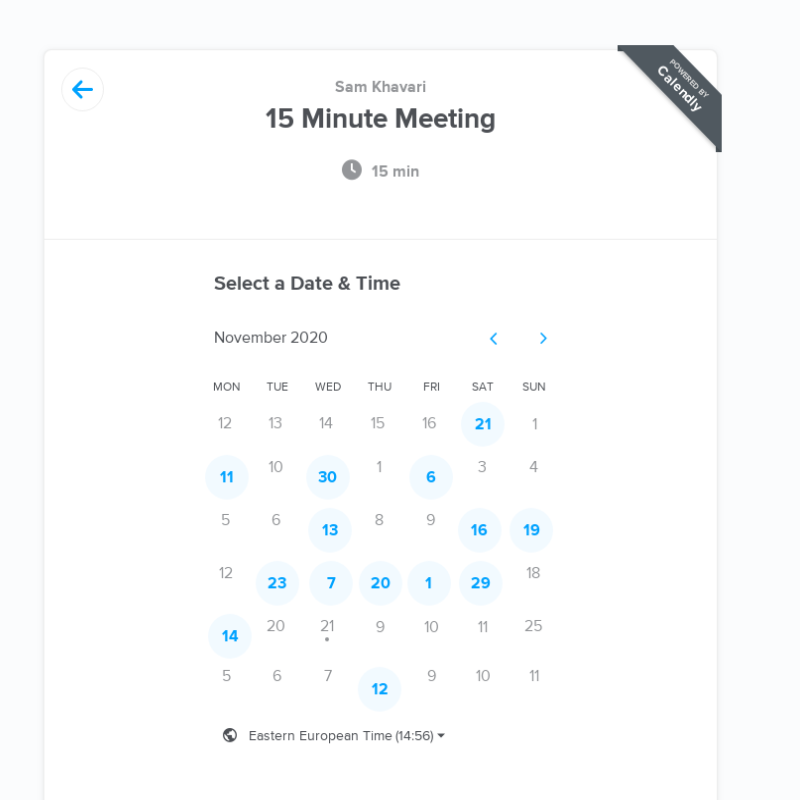 POWERED BY
Calendly
Sam Khavari
15 Minute Meeting
15 min
Select a Date & Time
November 2020
MON TUE WED THU FRI SAT SUN
12 13 14 15 16 21 1
11 10 30 1 6 3 4
5 6 13 8 9 16 19
12 23 7 20 1 29 18
14 20 21 9 10 11 25
5 6 7 12 9 10 11
Eastern European Time (14:56)